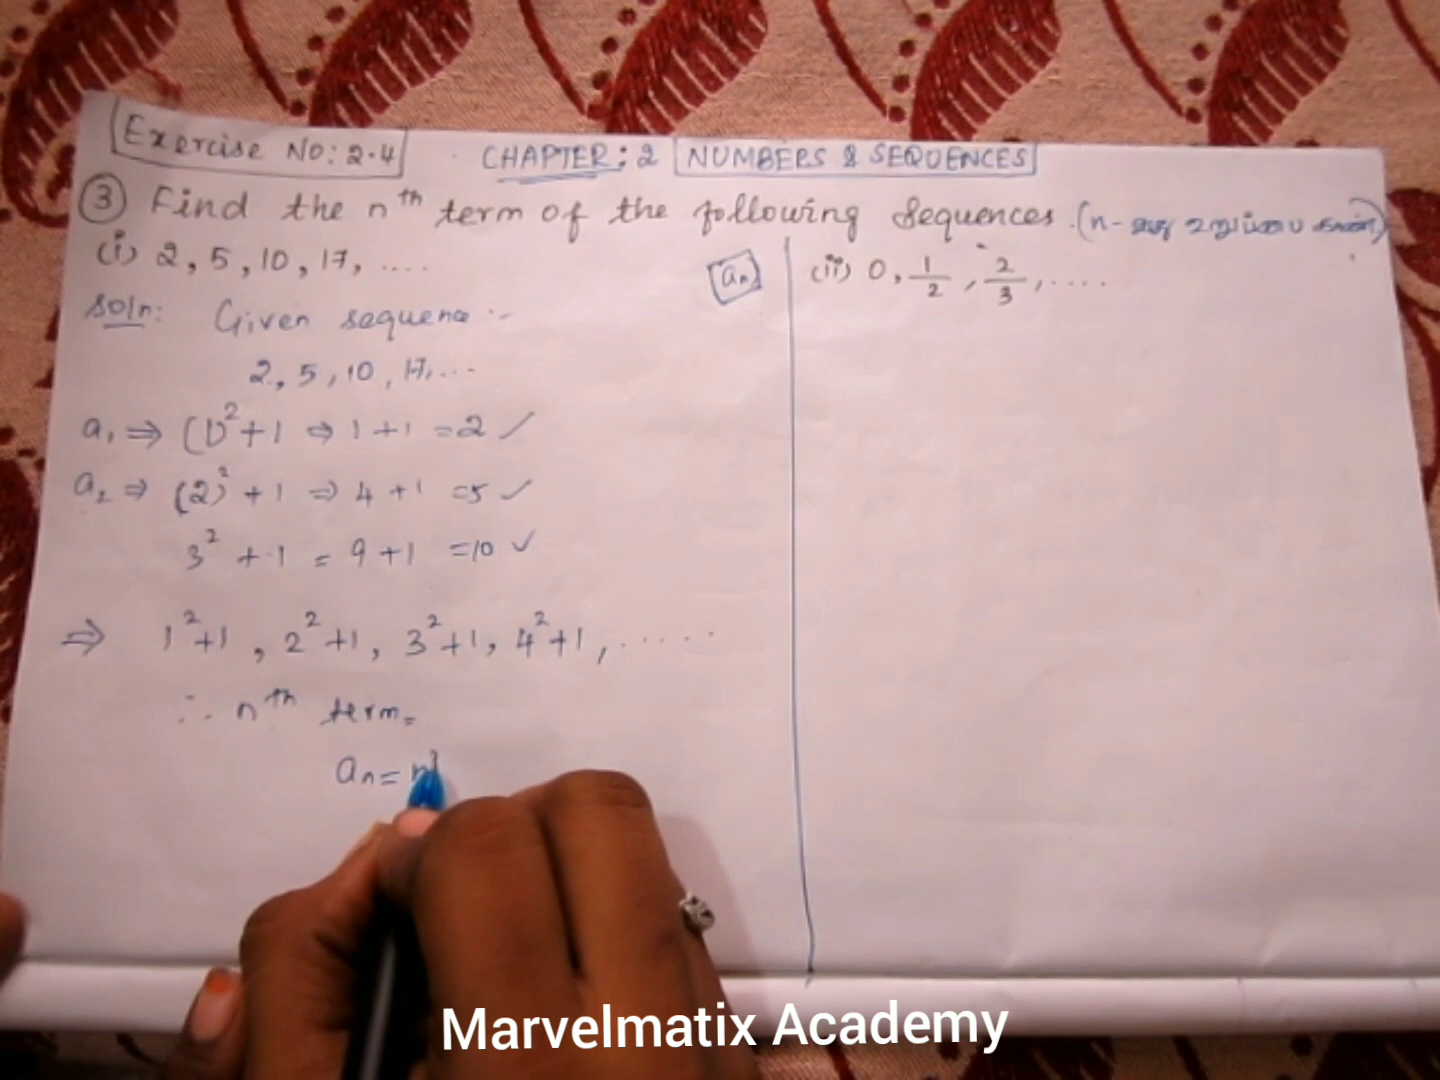 Exercise No: 2.4
CHAPTER: 2 NUMBERS & SEQUENCES
③ Find the nᵗʰ term of the following Sequences. (n- ஆவது உறுப்பை காண்)
(i) 2, 5, 10, 17, ....
aₙ
Soln: Given sequence :-
2, 5, 10, 17, ...
a₁ ⇒ (1)² + 1 ⇒ 1 + 1 = 2 ✓
a₂ ⇒ (2)² + 1 ⇒ 4 + 1 = 5 ✓
3² + 1 = 9 + 1 = 10 ✓
⇒ 1² + 1, 2² + 1, 3² + 1, 4² + 1, ......
∴ nᵗʰ term =
aₙ = n
(ii) 0, 1/2, 2/3, ....
Marvelmatix Academy